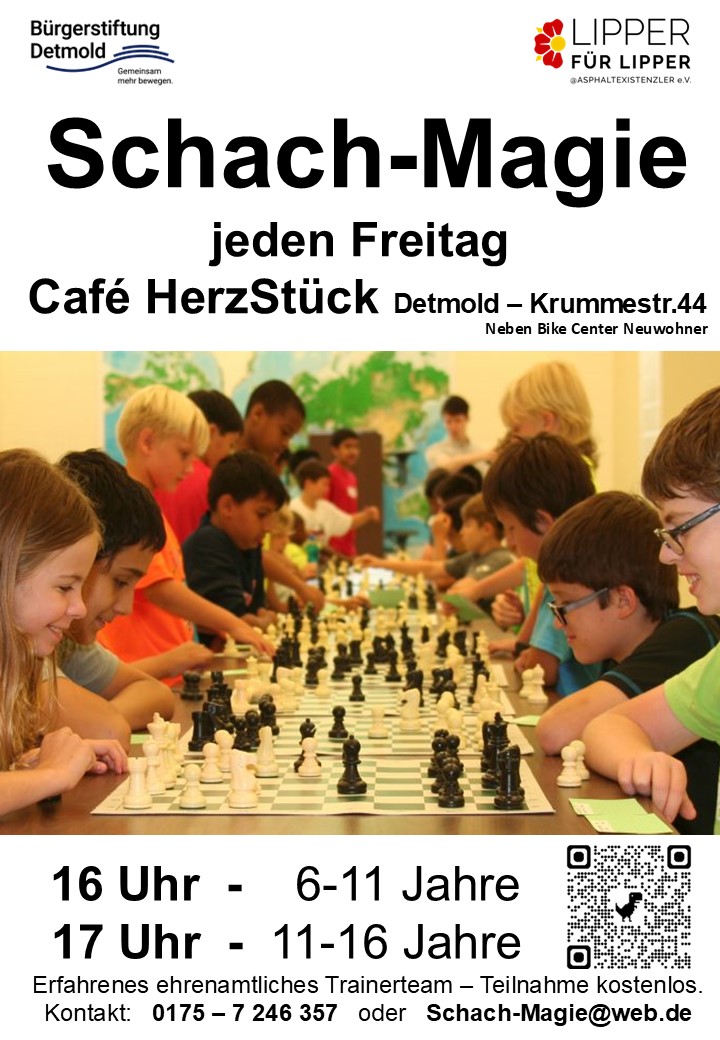 Bürgerstiftung
Detmold
Gemeinsam
mehr bewegen.
LIPPER
FÜR LIPPER
@ASPHALTEXISTENZLER e.V.
Schach-Magie
jeden Freitag
Café HerzStück Detmold – Krummestr.44
Neben Bike Center Neuwohner
16 Uhr - 6-11 Jahre
17 Uhr - 11-16 Jahre
Erfahrenes ehrenamtliches Trainerteam – Teilnahme kostenlos.
Kontakt: 0175 – 7 246 357 oder Schach-Magie@web.de